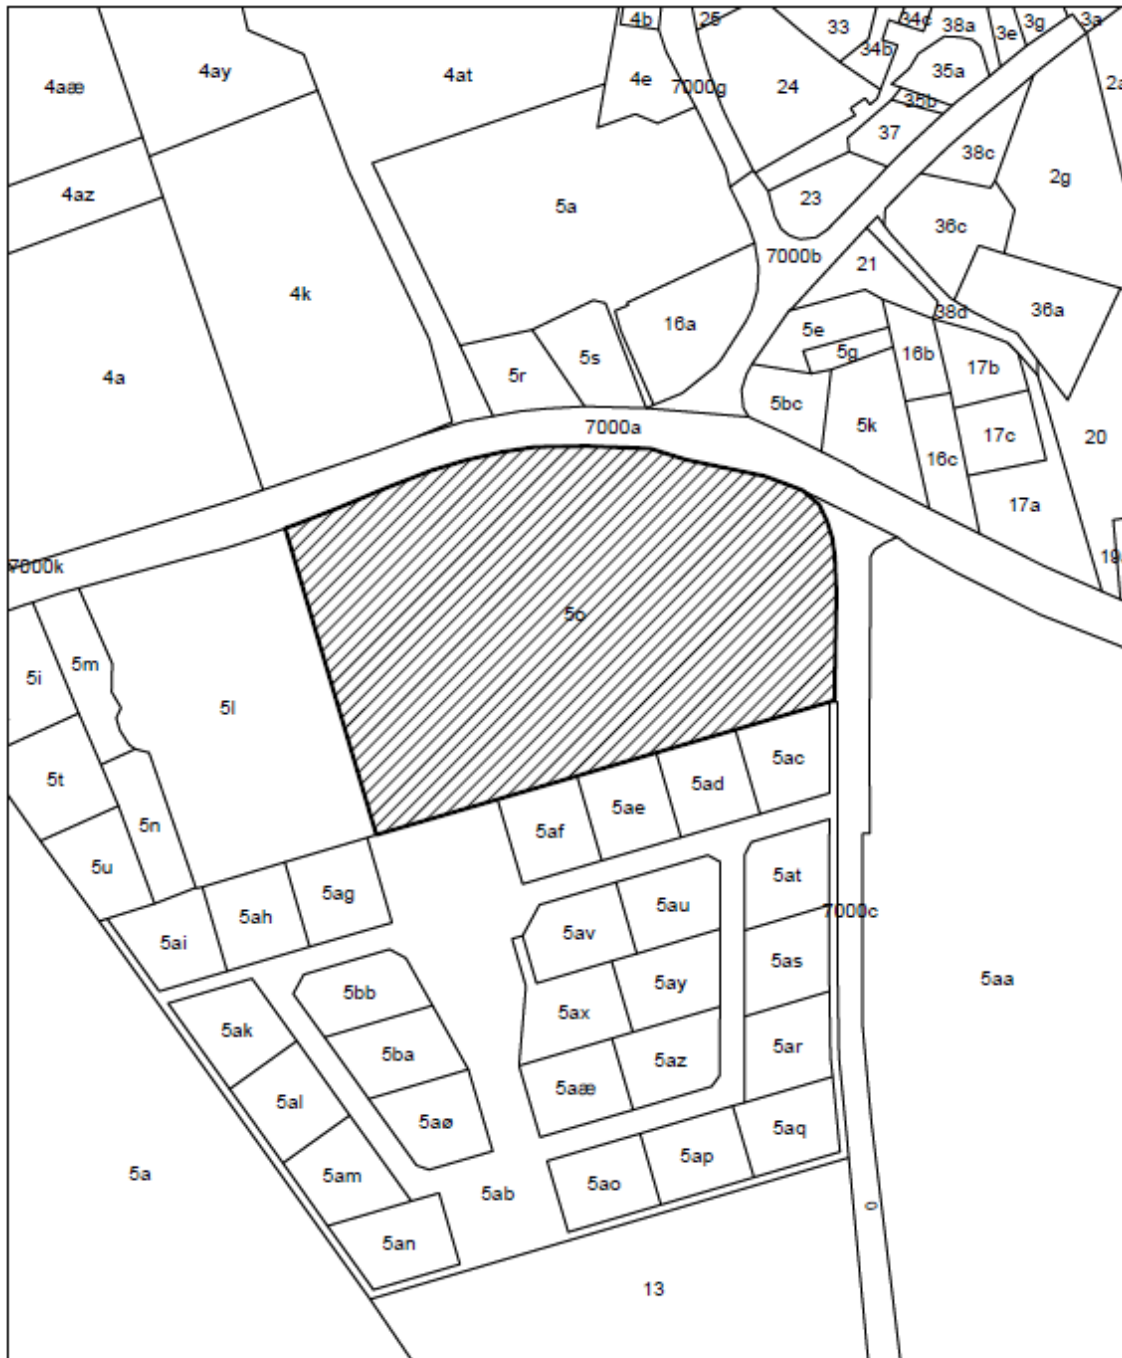 4b
25
33
34c
38a
3e
3g
3a
4aæ
4ay
4at
4e
7000g
24
34b
35a
35b
37
38c
2g
4az
5a
23
36c
4k
7000b
21
38d
36a
16a
5e
5g
16b
17b
4a
5r
5s
5bc
5k
7000a
17c
20
16c
17a
7000k
5i
5m
5l
5t
5n
5u
5ac
5ad
5ae
5af
5ag
5ah
5ai
5at
5au
5av
7000c
5as
5ay
5ax
5aa
5bb
5ak
5ba
5az
5ar
5aæ
5al
5aø
5aq
5ap
5am
5ao
5ab
5a
5an
0
13